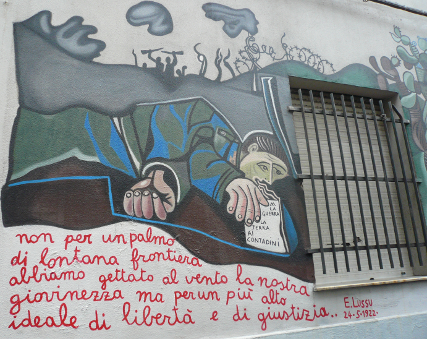 LA GUERRA
LA
TERRA
AI
CONTADINI
non per un palmo
di lontana frontiera
abbiamo gettato al vento la nostra
giovinezza ma per un più alto
ideale di libertà e di giustizia..
E. Lussu
24-5-1922-